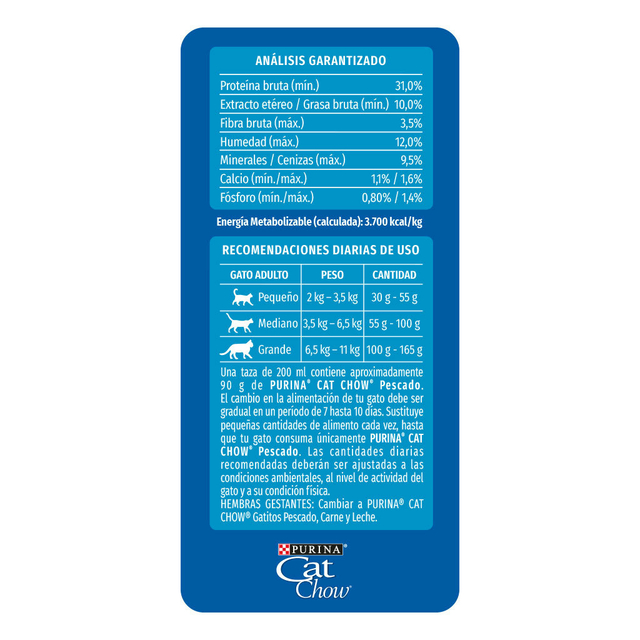 ANÁLISIS GARANTIZADO
Proteína bruta (mín.) 31,0%
Extracto etéreo / Grasa bruta (mín.) 10,0%
Fibra bruta (máx.) 3,5%
Humedad (máx.) 12,0%
Minerales / Cenizas (máx.) 9,5%
Calcio (mín./máx.) 1,1% / 1,6%
Fósforo (mín./máx.) 0,80% / 1,4%
Energía Metabolizable (calculada): 3.700 kcal/kg
RECOMENDACIONES DIARIAS DE USO
GATO ADULTO PESO CANTIDAD
Pequeño 2 kg – 3,5 kg 30 g - 55 g
Mediano 3,5 kg – 6,5 kg 55 g - 100 g
Grande 6,5 kg – 11 kg 100 g - 165 g
Una taza de 200 ml contiene aproximadamente
90 g de PURINA® CAT CHOW® Pescado.
El cambio en la alimentación de tu gato debe ser
gradual en un período de 7 hasta 10 días. Sustituye
pequeñas cantidades de alimento cada vez, hasta
que tu gato consuma únicamente PURINA® CAT
CHOW® Pescado. Las cantidades diarias
recomendadas deberán ser ajustadas a las
condiciones ambientales, al nivel de actividad del
gato y a su condición física.
HEMBRAS GESTANTES: Cambiar a PURINA® CAT
CHOW® Gatitos Pescado, Carne y Leche.
PURINA®
Cat
Chow®